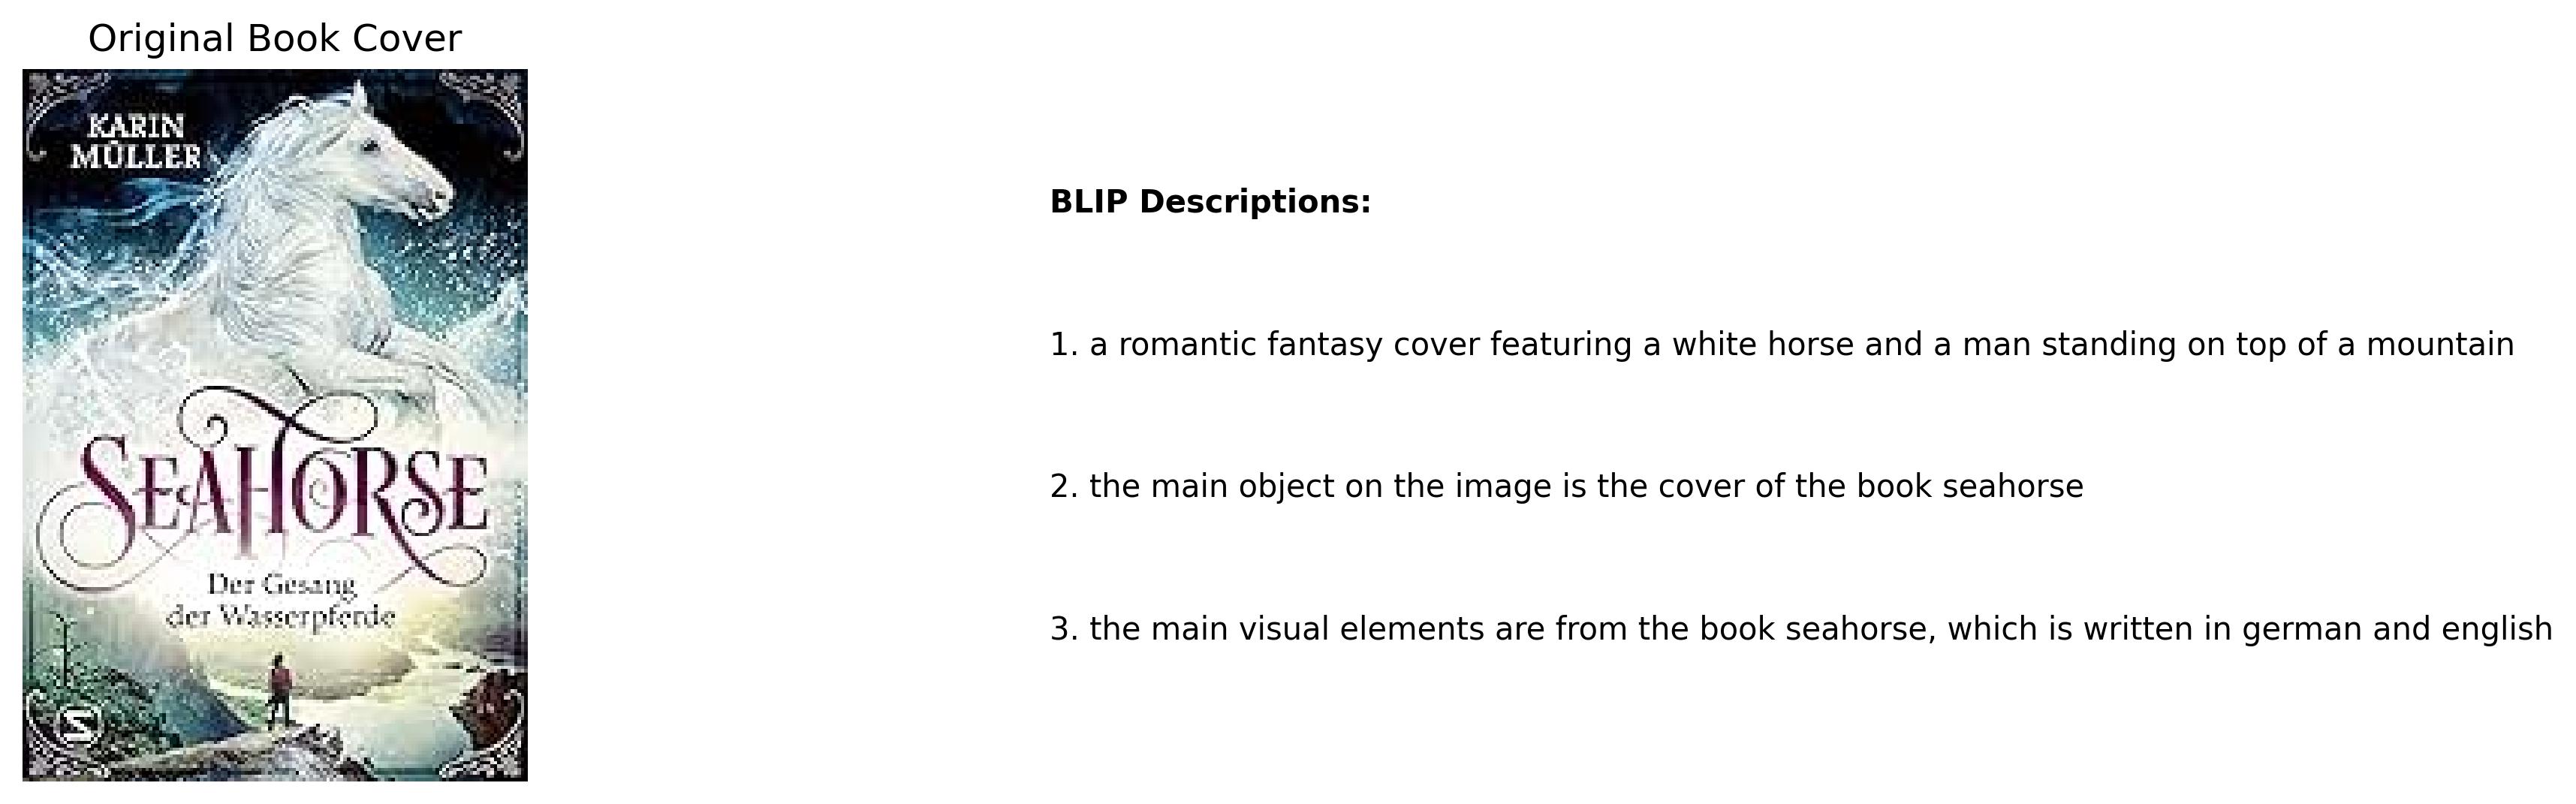 Original Book Cover
KARIN
MÜLLER
SEAHORSE
Der Gesang
der Wasserpferde
S
BLIP Descriptions:
1. a romantic fantasy cover featuring a white horse and a man standing on top of a mountain
2. the main object on the image is the cover of the book seahorse
3. the main visual elements are from the book seahorse, which is written in german and english